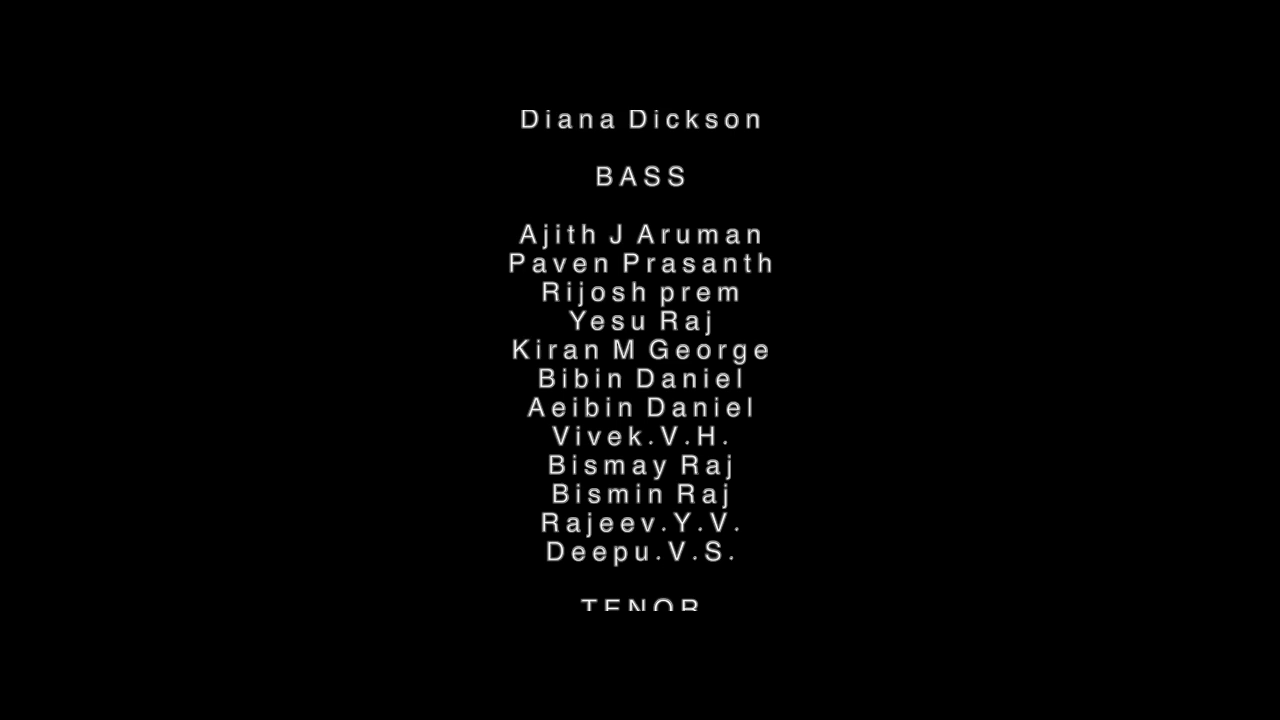 Diana Dickson
BASS
Ajith J Aruman
Paven Prasanth
Rijosh prem
Yesu Raj
Kiran M George
Bibin Daniel
Aeibin Daniel
Vivek.V.H.
Bismay Raj
Bismin Raj
Rajeev.Y.V.
Deepu.V.S.
TENOR